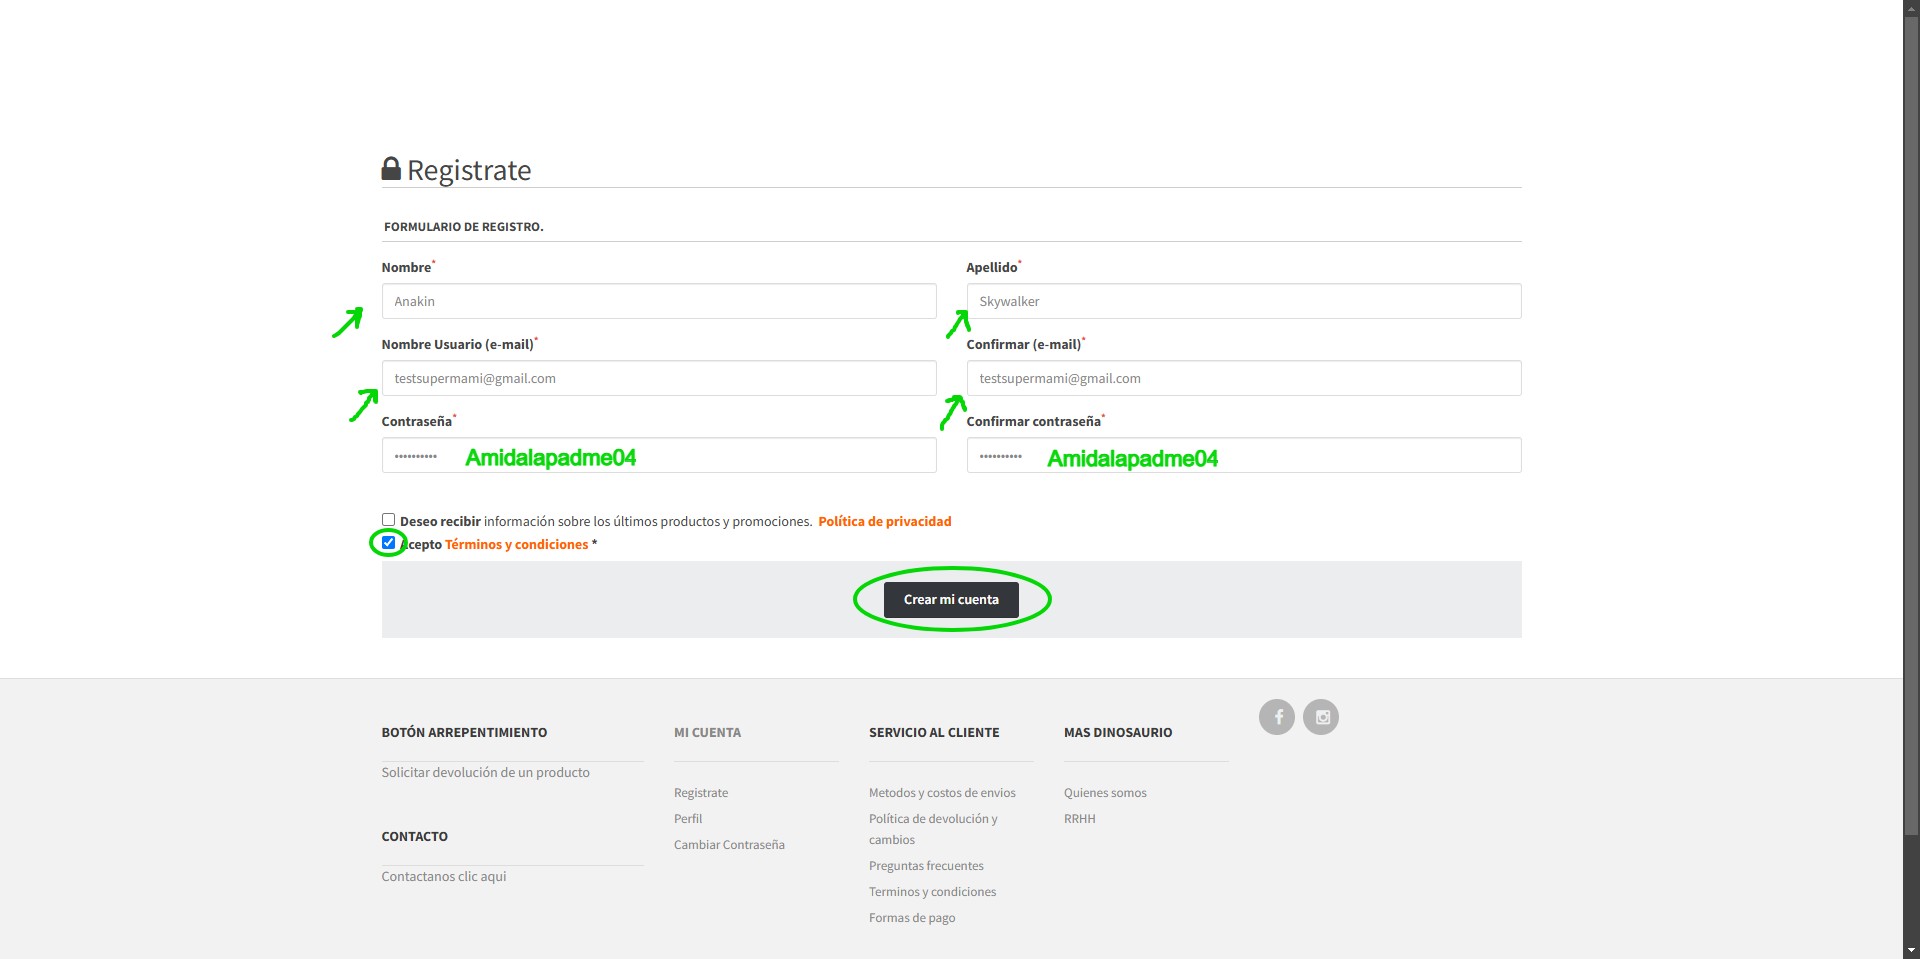 Registrate
FORMULARIO DE REGISTRO.
Nombre* Apellido*
Anakin Skywalker
Nombre Usuario (e-mail)* Confirmar (e-mail)*
testsupermami@gmail.com testsupermami@gmail.com
Contraseña* Confirmar contraseña*
•••••••••• Amidalapadme04 •••••••••• Amidalapadme04
Deseo recibir información sobre los últimos productos y promociones. Política de privacidad
Acepto Términos y condiciones *
Crear mi cuenta
BOTÓN ARREPENTIMIENTO
Solicitar devolución de un producto
CONTACTO
Contactanos clic aqui
MI CUENTA
Registrate
Perfil
Cambiar Contraseña
SERVICIO AL CLIENTE
Metodos y costos de envios
Política de devolución y
cambios
Preguntas frecuentes
Terminos y condiciones
Formas de pago
MAS DINOSAURIO
Quienes somos
RRHH